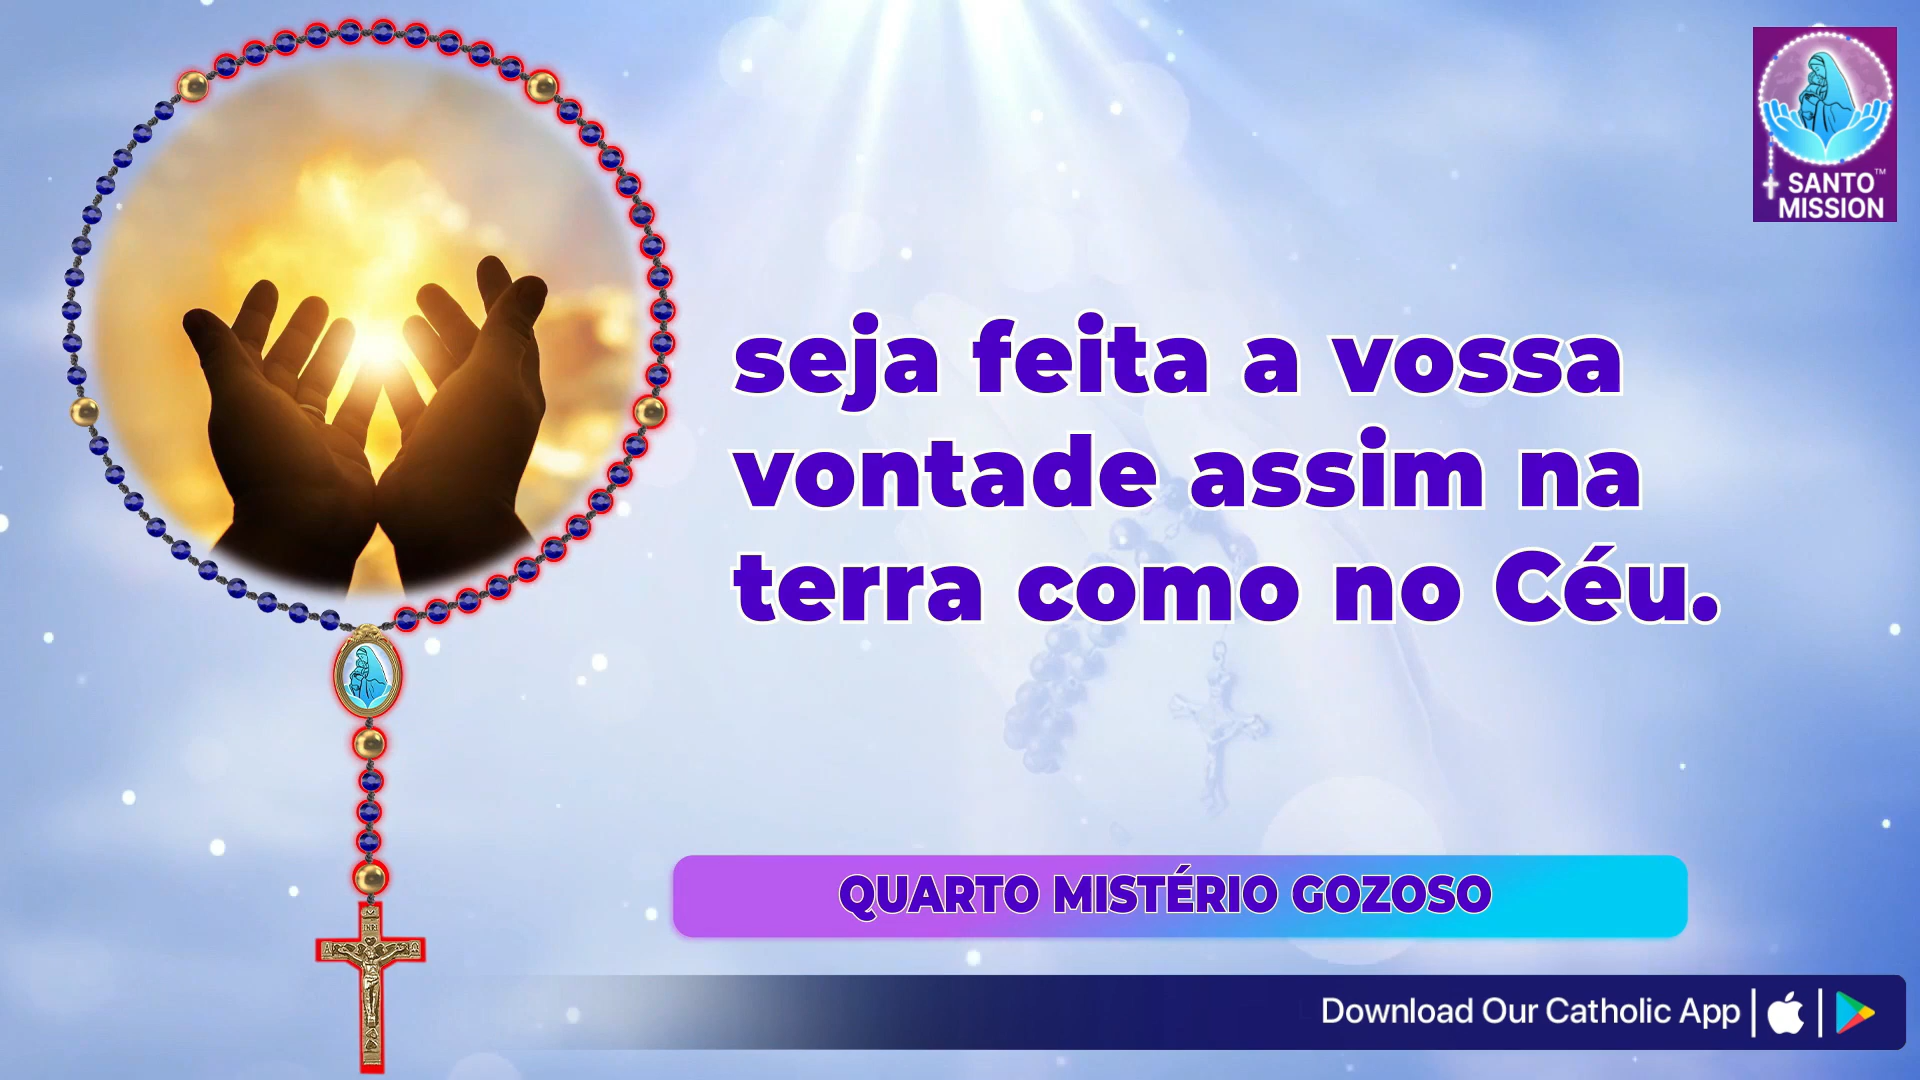 SANTO™
MISSION
seja feita a vossa
vontade assim na
terra como no Céu.
QUARTO MISTÉRIO GOZOSO
INRI
A Ω
Download Our Catholic App